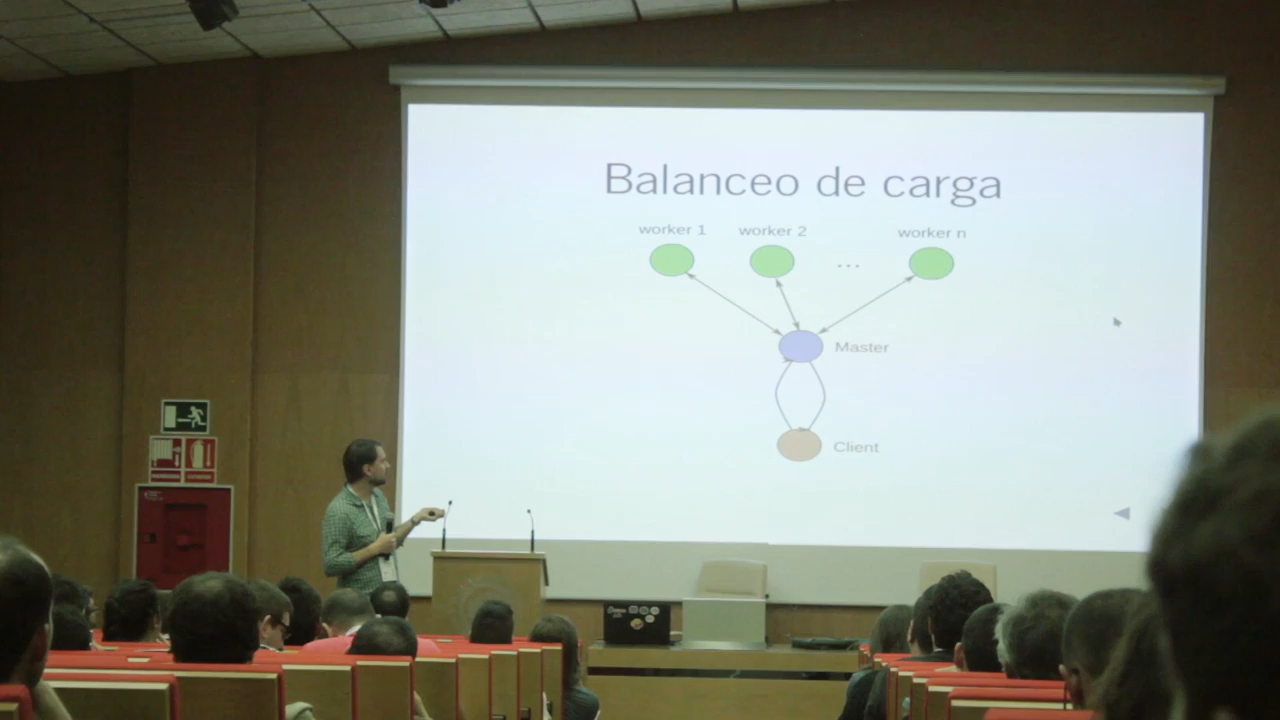 Balanceo de carga
worker 1
worker 2
...
worker n
Master
Client